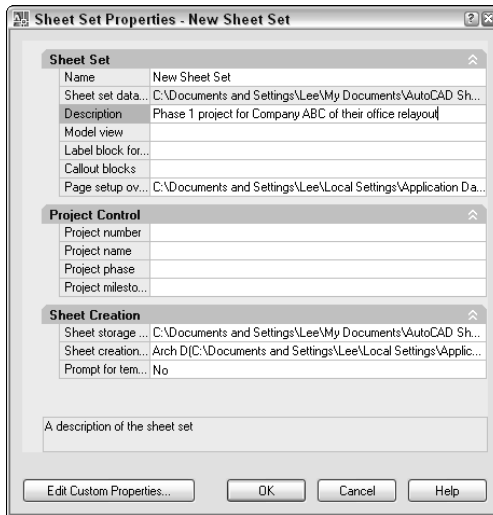 Sheet Set Properties - New Sheet Set
Sheet Set
Name New Sheet Set
Sheet set data... C:\Documents and Settings\Lee\My Documents\AutoCAD Sh...
Description Phase 1 project for Company ABC of their office relayout
Model view
Label block for...
Callout blocks
Page setup ov... C:\Documents and Settings\Lee\Local Settings\Application Da...
Project Control
Project number
Project name
Project phase
Project milesto...
Sheet Creation
Sheet storage ... C:\Documents and Settings\Lee\My Documents\AutoCAD Sh...
Sheet creation... Arch D(C:\Documents and Settings\Lee\Local Settings\Applic...
Prompt for tem... No
A description of the sheet set
Edit Custom Properties... OK Cancel Help